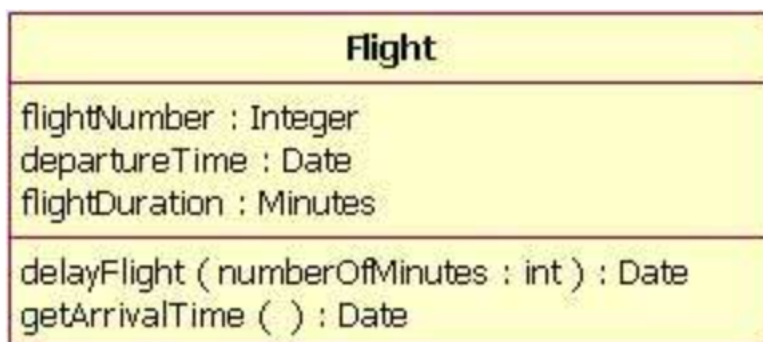 Flight
flightNumber : Integer
departureTime : Date
flightDuration : Minutes
delayFlight ( numberOfMinutes : int ) : Date
getArrivalTime ( ) : Date